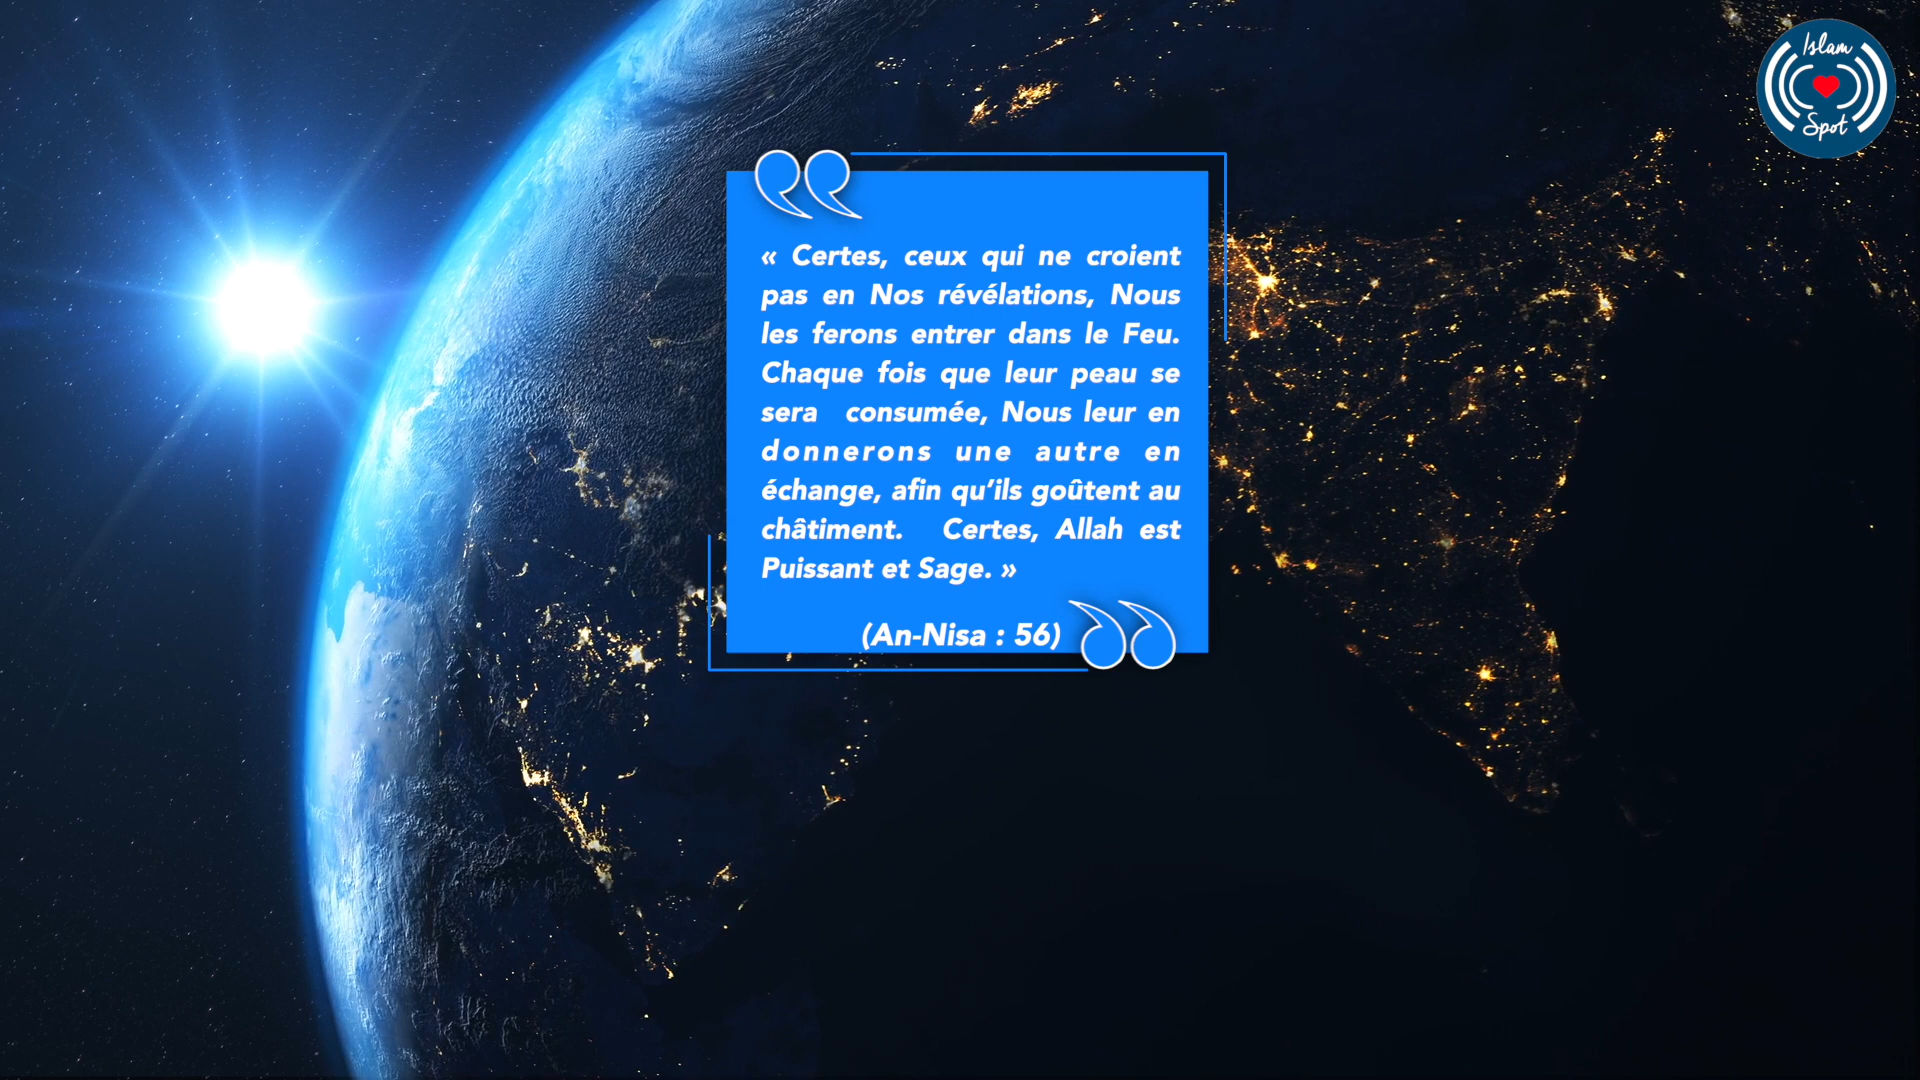 Islam
Spot
« Certes, ceux qui ne croient
pas en Nos révélations, Nous
les ferons entrer dans le Feu.
Chaque fois que leur peau se
sera consumée, Nous leur en
donnerons une autre en
échange, afin qu’ils goûtent au
châtiment. Certes, Allah est
Puissant et Sage. »
(An-Nisa : 56)